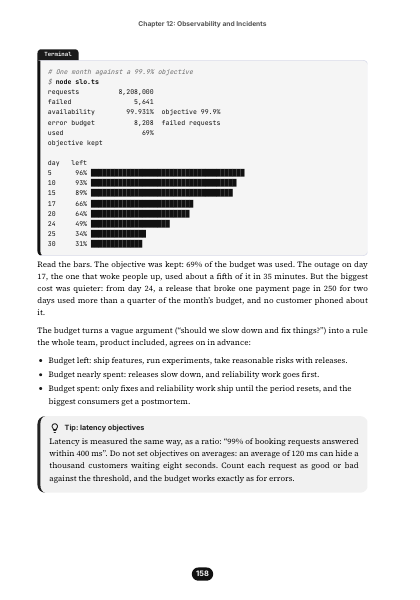 Chapter 12: Observability and Incidents
Terminal
# One month against a 99.9% objective
$ node slo.ts
requests 8,208,000
failed 5,641
availability 99.931% objective 99.9%
error budget 8,208 failed requests
used 69%
objective kept
day left
5 96%
10 93%
15 89%
17 66%
20 64%
24 49%
25 34%
30 31%
Read the bars. The objective was kept: 69% of the budget was used. The outage on day
17, the one that woke people up, used about a fifth of it in 35 minutes. But the biggest
cost was quieter: from day 24, a release that broke one payment page in 250 for two
days used more than a quarter of the month’s budget, and no customer phoned about
it.
The budget turns a vague argument (“should we slow down and fix things?”) into a rule
the whole team, product included, agrees on in advance:
• Budget left: ship features, run experiments, take reasonable risks with releases.
• Budget nearly spent: releases slow down, and reliability work goes first.
• Budget spent: only fixes and reliability work ship until the period resets, and the
biggest consumers get a postmortem.
Tip: latency objectives
Latency is measured the same way, as a ratio: “99% of booking requests answered
within 400 ms”. Do not set objectives on averages: an average of 120 ms can hide a
thousand customers waiting eight seconds. Count each request as good or bad
against the threshold, and the budget works exactly as for errors.
158